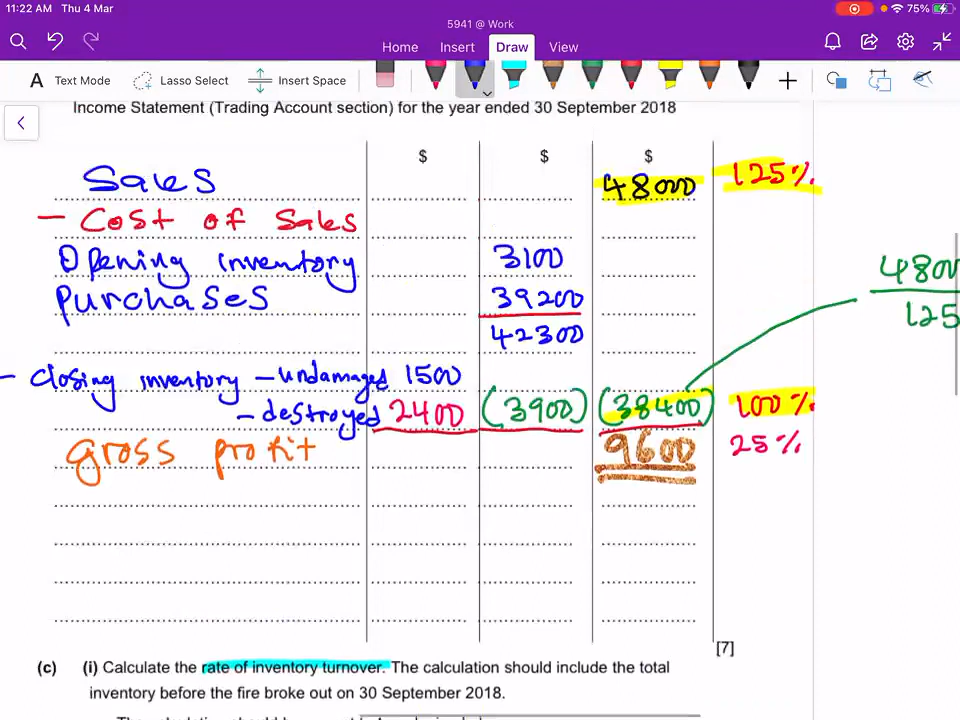 11:22 AM Thu 4 Mar 75%
5941 @ Work
Home Insert Draw View
Text Mode Lasso Select Insert Space
Income Statement (Trading Account section) for the year ended 30 September 2018
$ $ $
Sales 48000 125%
- Cost of Sales
Opening inventory 3100
Purchases 39200
42300
- Closing inventory - undamaged 1500
- destroyed 2400 (3900) (38400) 100%
gross profit 9600 25%
4800
125
[7]
(c) (i) Calculate the rate of inventory turnover. The calculation should include the total
inventory before the fire broke out on 30 September 2018.